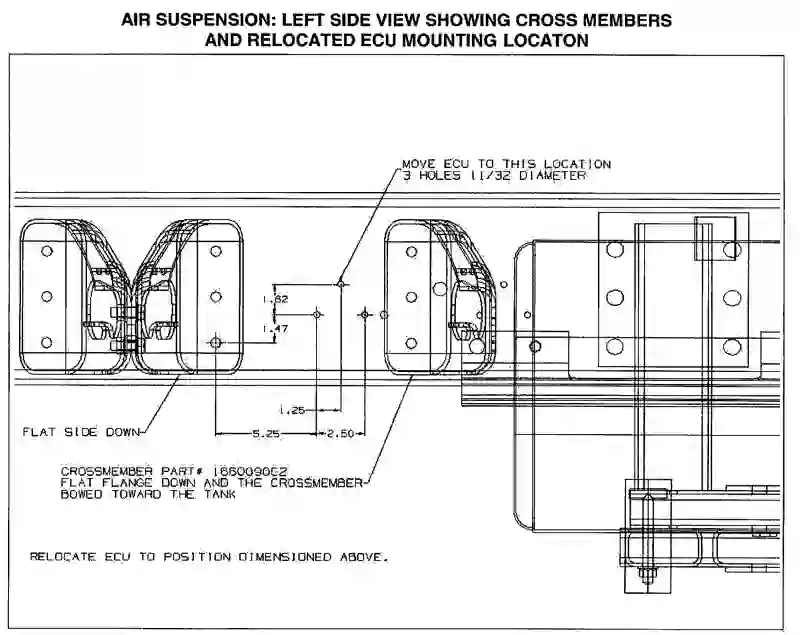 AIR SUSPENSION: LEFT SIDE VIEW SHOWING CROSS MEMBERS
AND RELOCATED ECU MOUNTING LOCATON
MOVE ECU TO THIS LOCATION
3 HOLES 11/32 DIAMETER
1.62
1.47
1.25
5.25
2.50
FLAT SIDE DOWN
CROSSMEMBER PART# 1660090C2
FLAT FLANGE DOWN AND THE CROSSMEMBER
BOWED TOWARD THE TANK
RELOCATE ECU TO POSITION DIMENSIONED ABOVE.